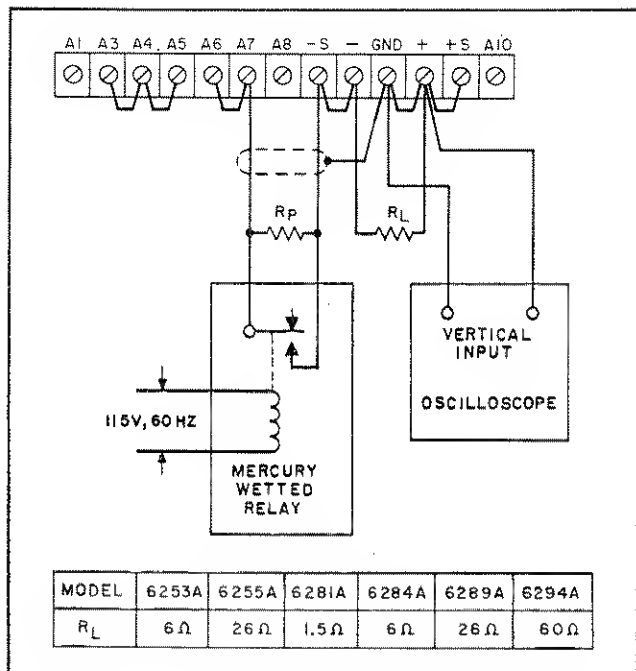 A1 A3 A4 A5 A6 A7 A8 -S - GND + +S A10
RP
RL
VERTICAL
INPUT
OSCILLOSCOPE
115V, 60 HZ
MERCURY
WETTED
RELAY
MODEL 6253A 6255A 6281A 6284A 6289A 6294A
RL 6Ω 26Ω 1.5Ω 6Ω 26Ω 60Ω